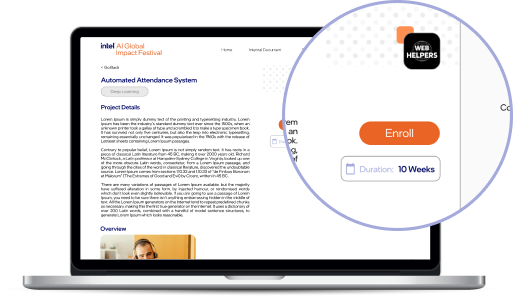 intel AI Global
Impact Festival
Home
< Go Back
Automated Attendance System
Deep Learning
Project Details
Lorem Ipsum is simply dummy text of the printing and typesetting industry. Lorem
Ipsum has been the industry's standard dummy text ever since the 1500s, when an
unknown printer took a galley of type and scrambled it to make a type specimen book.
It has survived not only five centuries, but also the leap into electronic typesetting,
remaining essentially unchanged. It was popularised in the 1960s with the release of
Letraset sheets containing Lorem Ipsum passages.
Contrary to popular belief, Lorem Ipsum is not simply random text. It has roots in a
piece of classical Latin literature from 45 BC, making it over 2000 years old. Richard
McClintock, a Latin professor at Hampden-Sydney College in Virginia, looked up one
of the more obscure Latin words, consectetur, from a Lorem Ipsum passage, and
going through the cites of the word in classical literature, discovered the undoubtable
source. Lorem Ipsum comes from sections 1.10.32 and 1.10.33 of "de Finibus Bonorum
et Malorum" (The Extremes of Good and Evil) by Cicero, written in 45 BC.
There are many variations of passages of Lorem Ipsum available, but the majority
have suffered alteration in some form, by injected humour, or randomised words
which don't look even slightly believable. If you are going to use a passage of Lorem
Ipsum, you need to be sure there isn't anything embarrassing hidden in the middle of
text. All the Lorem Ipsum generators on the Internet tend to repeat predefined chunks
as necessary, making this the first true generator on the Internet. It uses a dictionary of
over 200 Latin words, combined with a handful of model sentence structures, to
generate Lorem Ipsum which looks reasonable.
Overview
WEB
HELPERS
Co
em
an
ok.
g,
of
Enroll
Duration: 10 Weeks